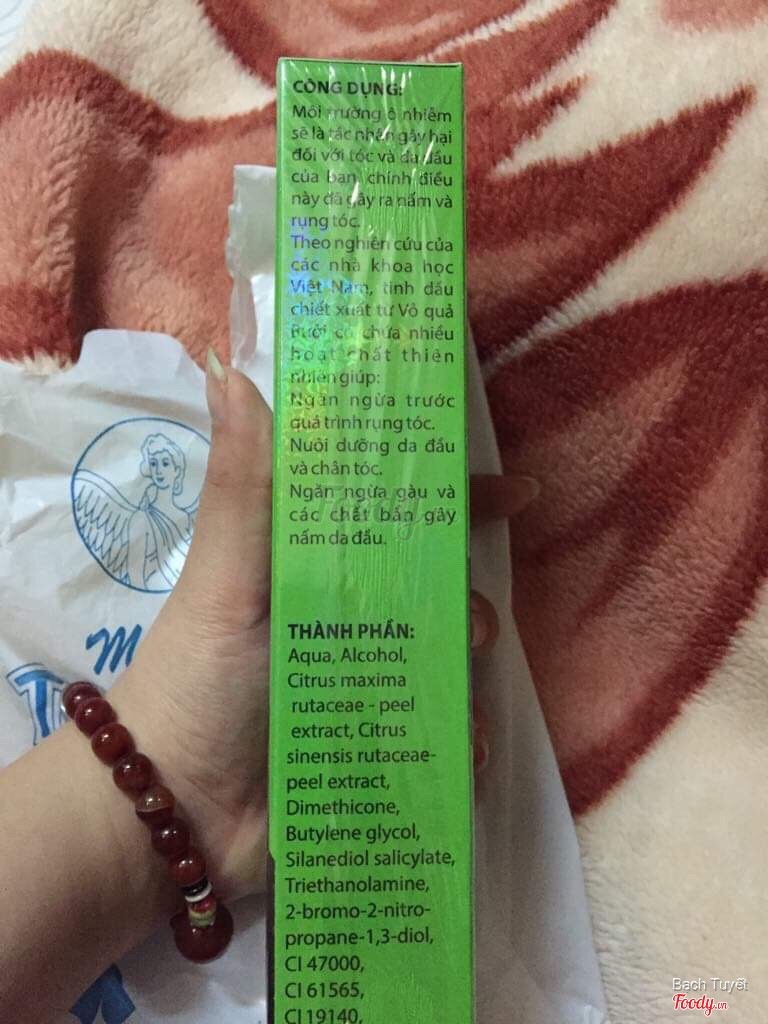 CÔNG DỤNG:
Môi trường ô nhiễm
sẽ là tác nhân gây hại
đối với tóc và da đầu
của bạn chính điều
này đã gây ra nấm và
rụng tóc.
Theo nghiên cứu của
các nhà khoa học
Việt Nam, tinh dầu
chiết xuất từ Vỏ quả
Bưởi có chứa nhiều
hoạt chất thiên
nhiên giúp:
Ngăn ngừa trước
quá trình rụng tóc.
Nuôi dưỡng da đầu
và chân tóc.
Ngăn ngừa gàu và
các chất bẩn gây
nấm da đầu.
THÀNH PHẦN:
Aqua, Alcohol,
Citrus maxima
rutaceae - peel
extract, Citrus
sinensis rutaceae-
peel extract,
Dimethicone,
Butylene glycol,
Silanediol salicylate,
Triethanolamine,
2-bromo-2-nitro-
propane-1,3-diol,
CI 47000,
CI 61565,
CI 19140,
Bạch Tuyết
Foody.vn